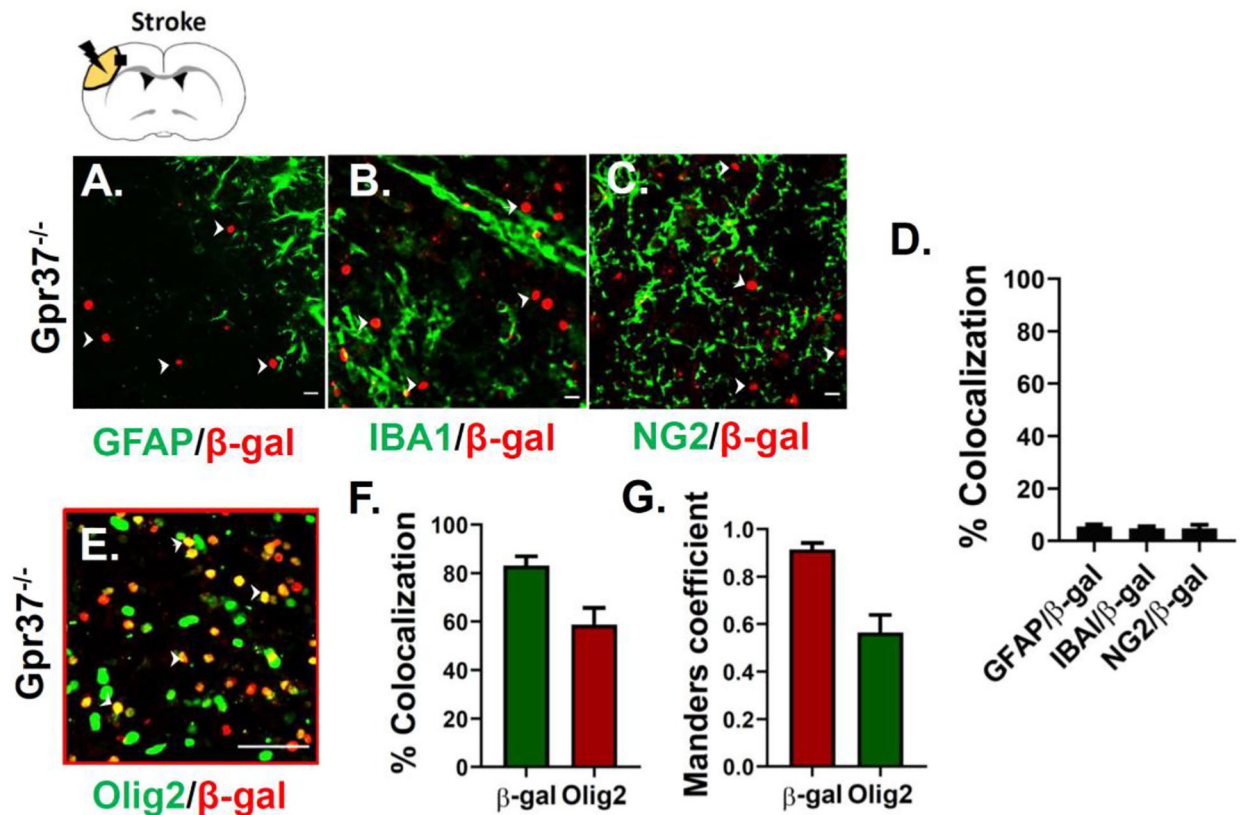 Stroke
A.
B.
C.
D.
Gpr37-/-
GFAP/β-gal
IBA1/β-gal
NG2/β-gal
% Colocalization
100
80
60
40
20
0
GFAP/β-gal
IBAI/β-gal
NG2/β-gal
E.
Gpr37-/-
Olig2/β-gal
F.
% Colocalization
100
80
60
40
20
0
β-gal Olig2
G.
Manders coefficient
1.0
0.8
0.6
0.4
0.2
0.0
β-gal Olig2